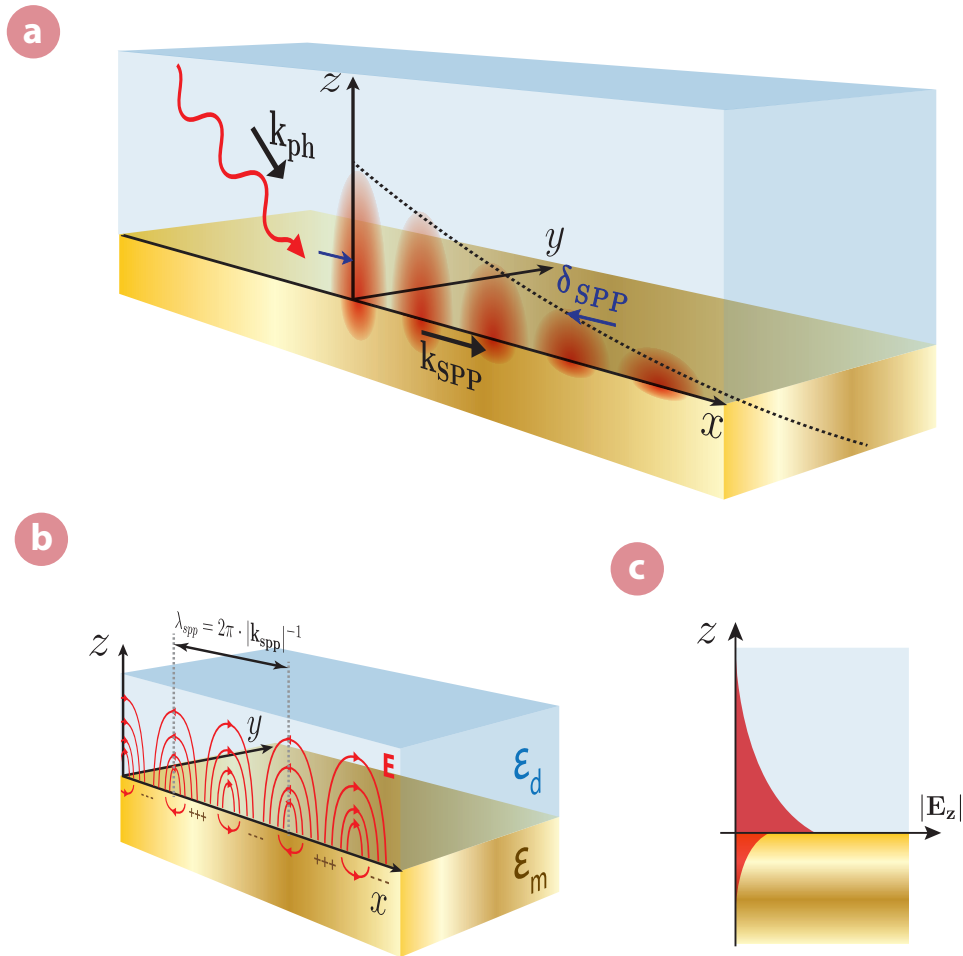 a
z
k_ph
y
δ_SPP
k_SPP
x
b
c
λ_spp = 2π · |k_spp|⁻¹
z
z
y
E
ε_d
|E_z|
--- +++ --- +++ ---
ε_m
x